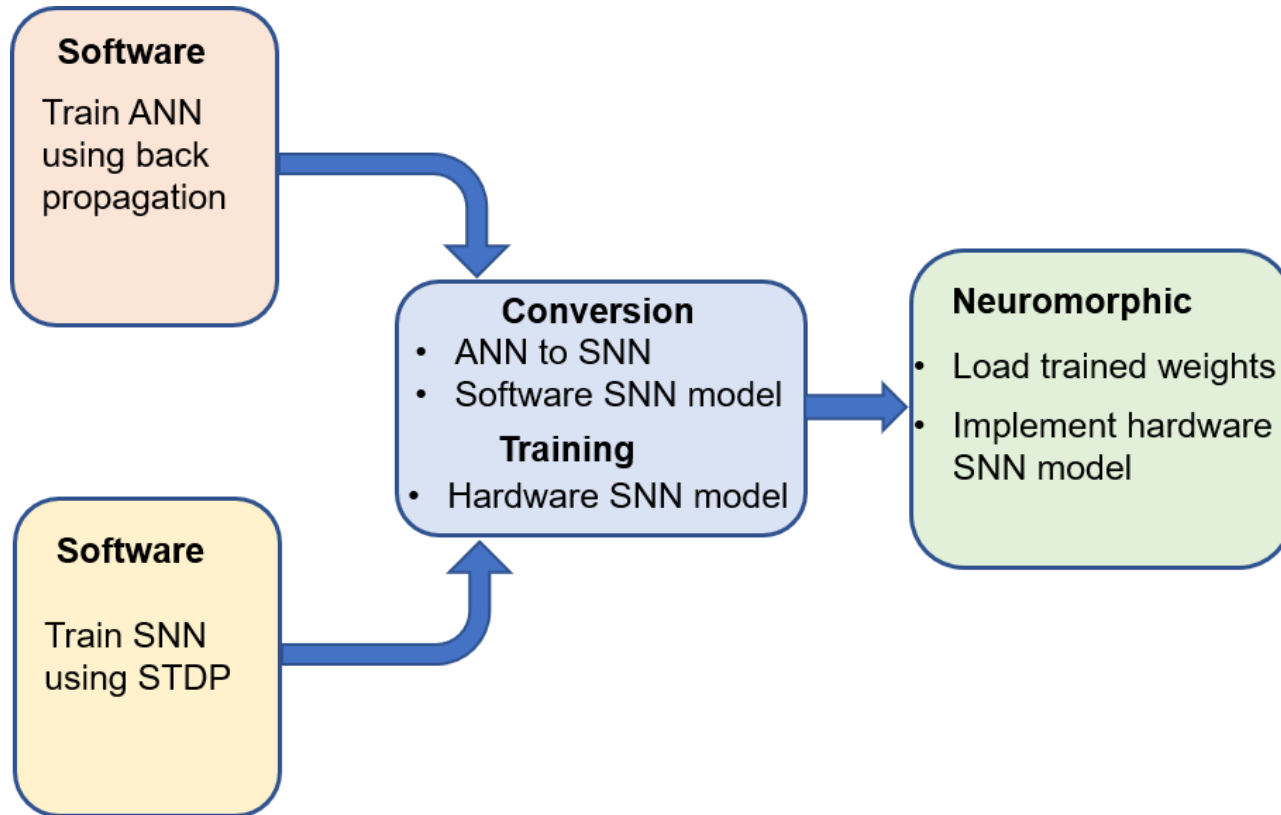 Software
Train ANN
using back
propagation
Software
Train SNN
using STDP
Conversion
• ANN to SNN
• Software SNN model
Training
• Hardware SNN model
Neuromorphic
• Load trained weights
• Implement hardware
SNN model